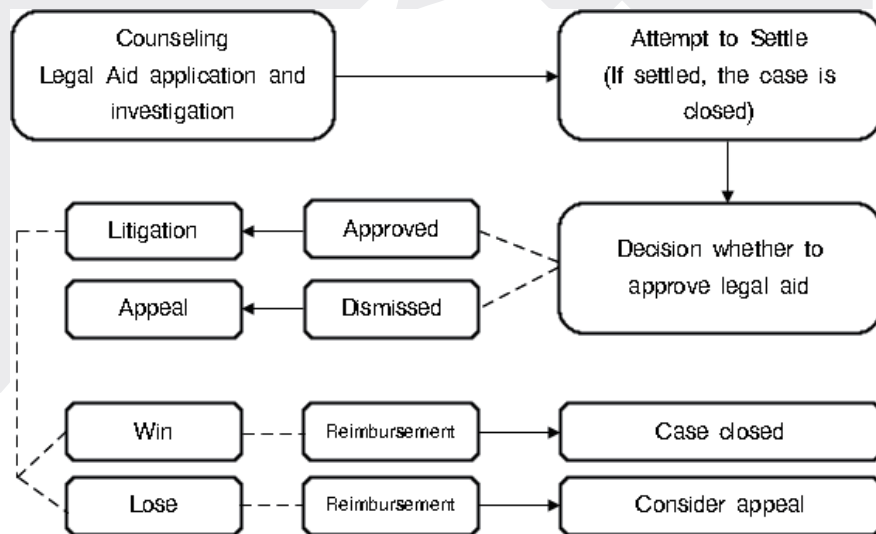 Counseling
Legal Aid application and
investigation
Attempt to Settle
(If settled, the case is
closed)
Litigation
Approved
Decision whether to
approve legal aid
Appeal
Dismissed
Win
Reimbursement
Case closed
Lose
Reimbursement
Consider appeal